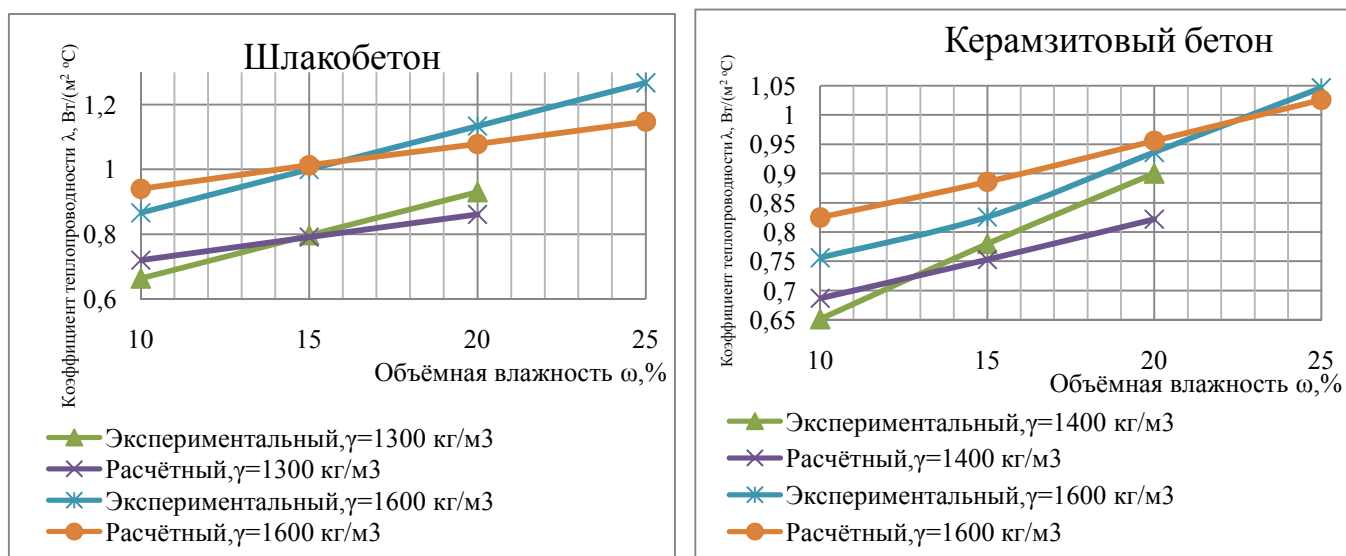 Шлакобетон
Коэффициент теплопроводности λ, Вт/(м² ºС)
1,2
1
0,8
0,6
10 15 20 25
Объёмная влажность ω,%
Экспериментальный,γ=1300 кг/м3
Расчётный,γ=1300 кг/м3
Экспериментальный,γ=1600 кг/м3
Расчётный,γ=1600 кг/м3
Керамзитовый бетон
Коэффициент теплопроводности λ, Вт/(м² ºС)
1,05
1
0,95
0,9
0,85
0,8
0,75
0,7
0,65
10 15 20 25
Объёмная влажность ω,%
Экспериментальный,γ=1400 кг/м3
Расчётный,γ=1400 кг/м3
Экспериментальный,γ=1600 кг/м3
Расчётный,γ=1600 кг/м3